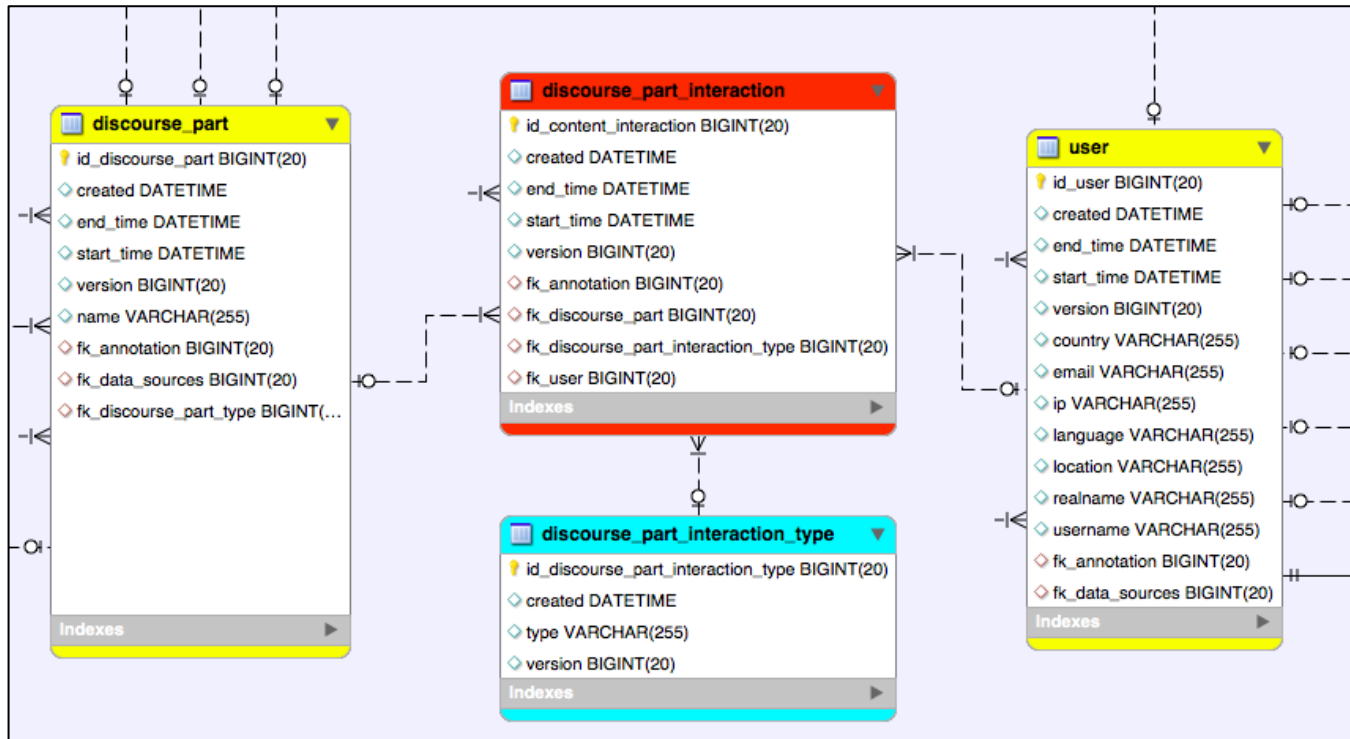 discourse_part
id_discourse_part BIGINT(20)
created DATETIME
end_time DATETIME
start_time DATETIME
version BIGINT(20)
name VARCHAR(255)
fk_annotation BIGINT(20)
fk_data_sources BIGINT(20)
fk_discourse_part_type BIGINT(...
Indexes
discourse_part_interaction
id_content_interaction BIGINT(20)
created DATETIME
end_time DATETIME
start_time DATETIME
version BIGINT(20)
fk_annotation BIGINT(20)
fk_discourse_part BIGINT(20)
fk_discourse_part_interaction_type BIGINT(20)
fk_user BIGINT(20)
Indexes
discourse_part_interaction_type
id_discourse_part_interaction_type BIGINT(20)
created DATETIME
type VARCHAR(255)
version BIGINT(20)
Indexes
user
id_user BIGINT(20)
created DATETIME
end_time DATETIME
start_time DATETIME
version BIGINT(20)
country VARCHAR(255)
email VARCHAR(255)
ip VARCHAR(255)
language VARCHAR(255)
location VARCHAR(255)
realname VARCHAR(255)
username VARCHAR(255)
fk_annotation BIGINT(20)
fk_data_sources BIGINT(20)
Indexes